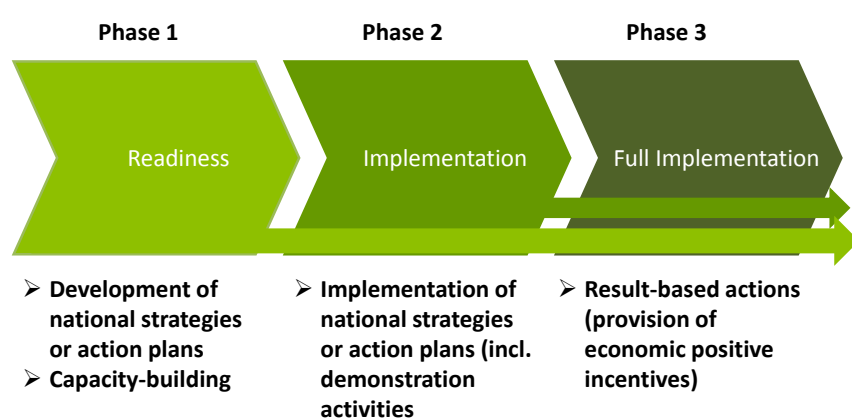 Phase 1
Phase 2
Phase 3
Readiness
Implementation
Full Implementation
➢ Development of
national strategies
or action plans
➢ Capacity-building
➢ Implementation of
national strategies
or action plans (incl.
demonstration
activities
➢ Result-based actions
(provision of
economic positive
incentives)